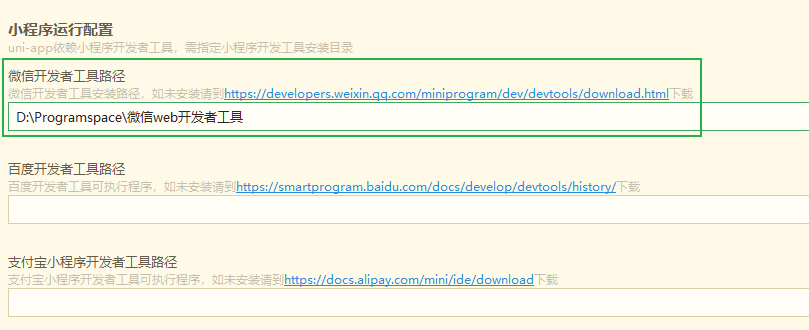 小程序运行配置
uni-app依赖小程序开发者工具，需指定小程序开发工具安装目录
微信开发者工具路径
微信开发者工具安装路径，如未安装请到https://developers.weixin.qq.com/miniprogram/dev/devtools/download.html下载
D:\Programspace\微信web开发者工具
百度开发者工具路径
百度开发者工具可执行程序，如未安装请到https://smartprogram.baidu.com/docs/develop/devtools/history/下载
支付宝小程序开发者工具路径
支付宝小程序开发者工具可执行程序，如未安装请到https://docs.alipay.com/mini/ide/download下载